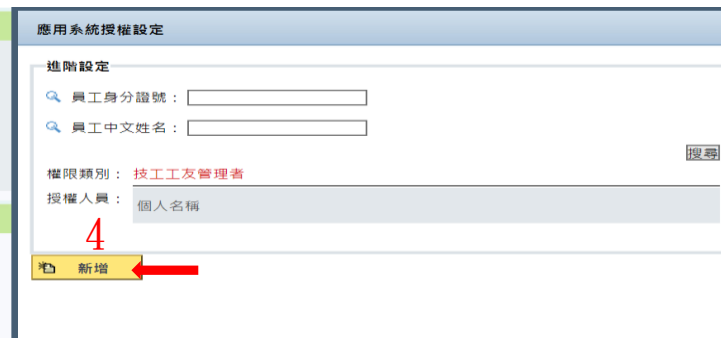 應用系統授權設定
進階設定
員工身分證號：
員工中文姓名：
搜尋
權限類別： 技工工友管理者
授權人員： 個人名稱
4
新增